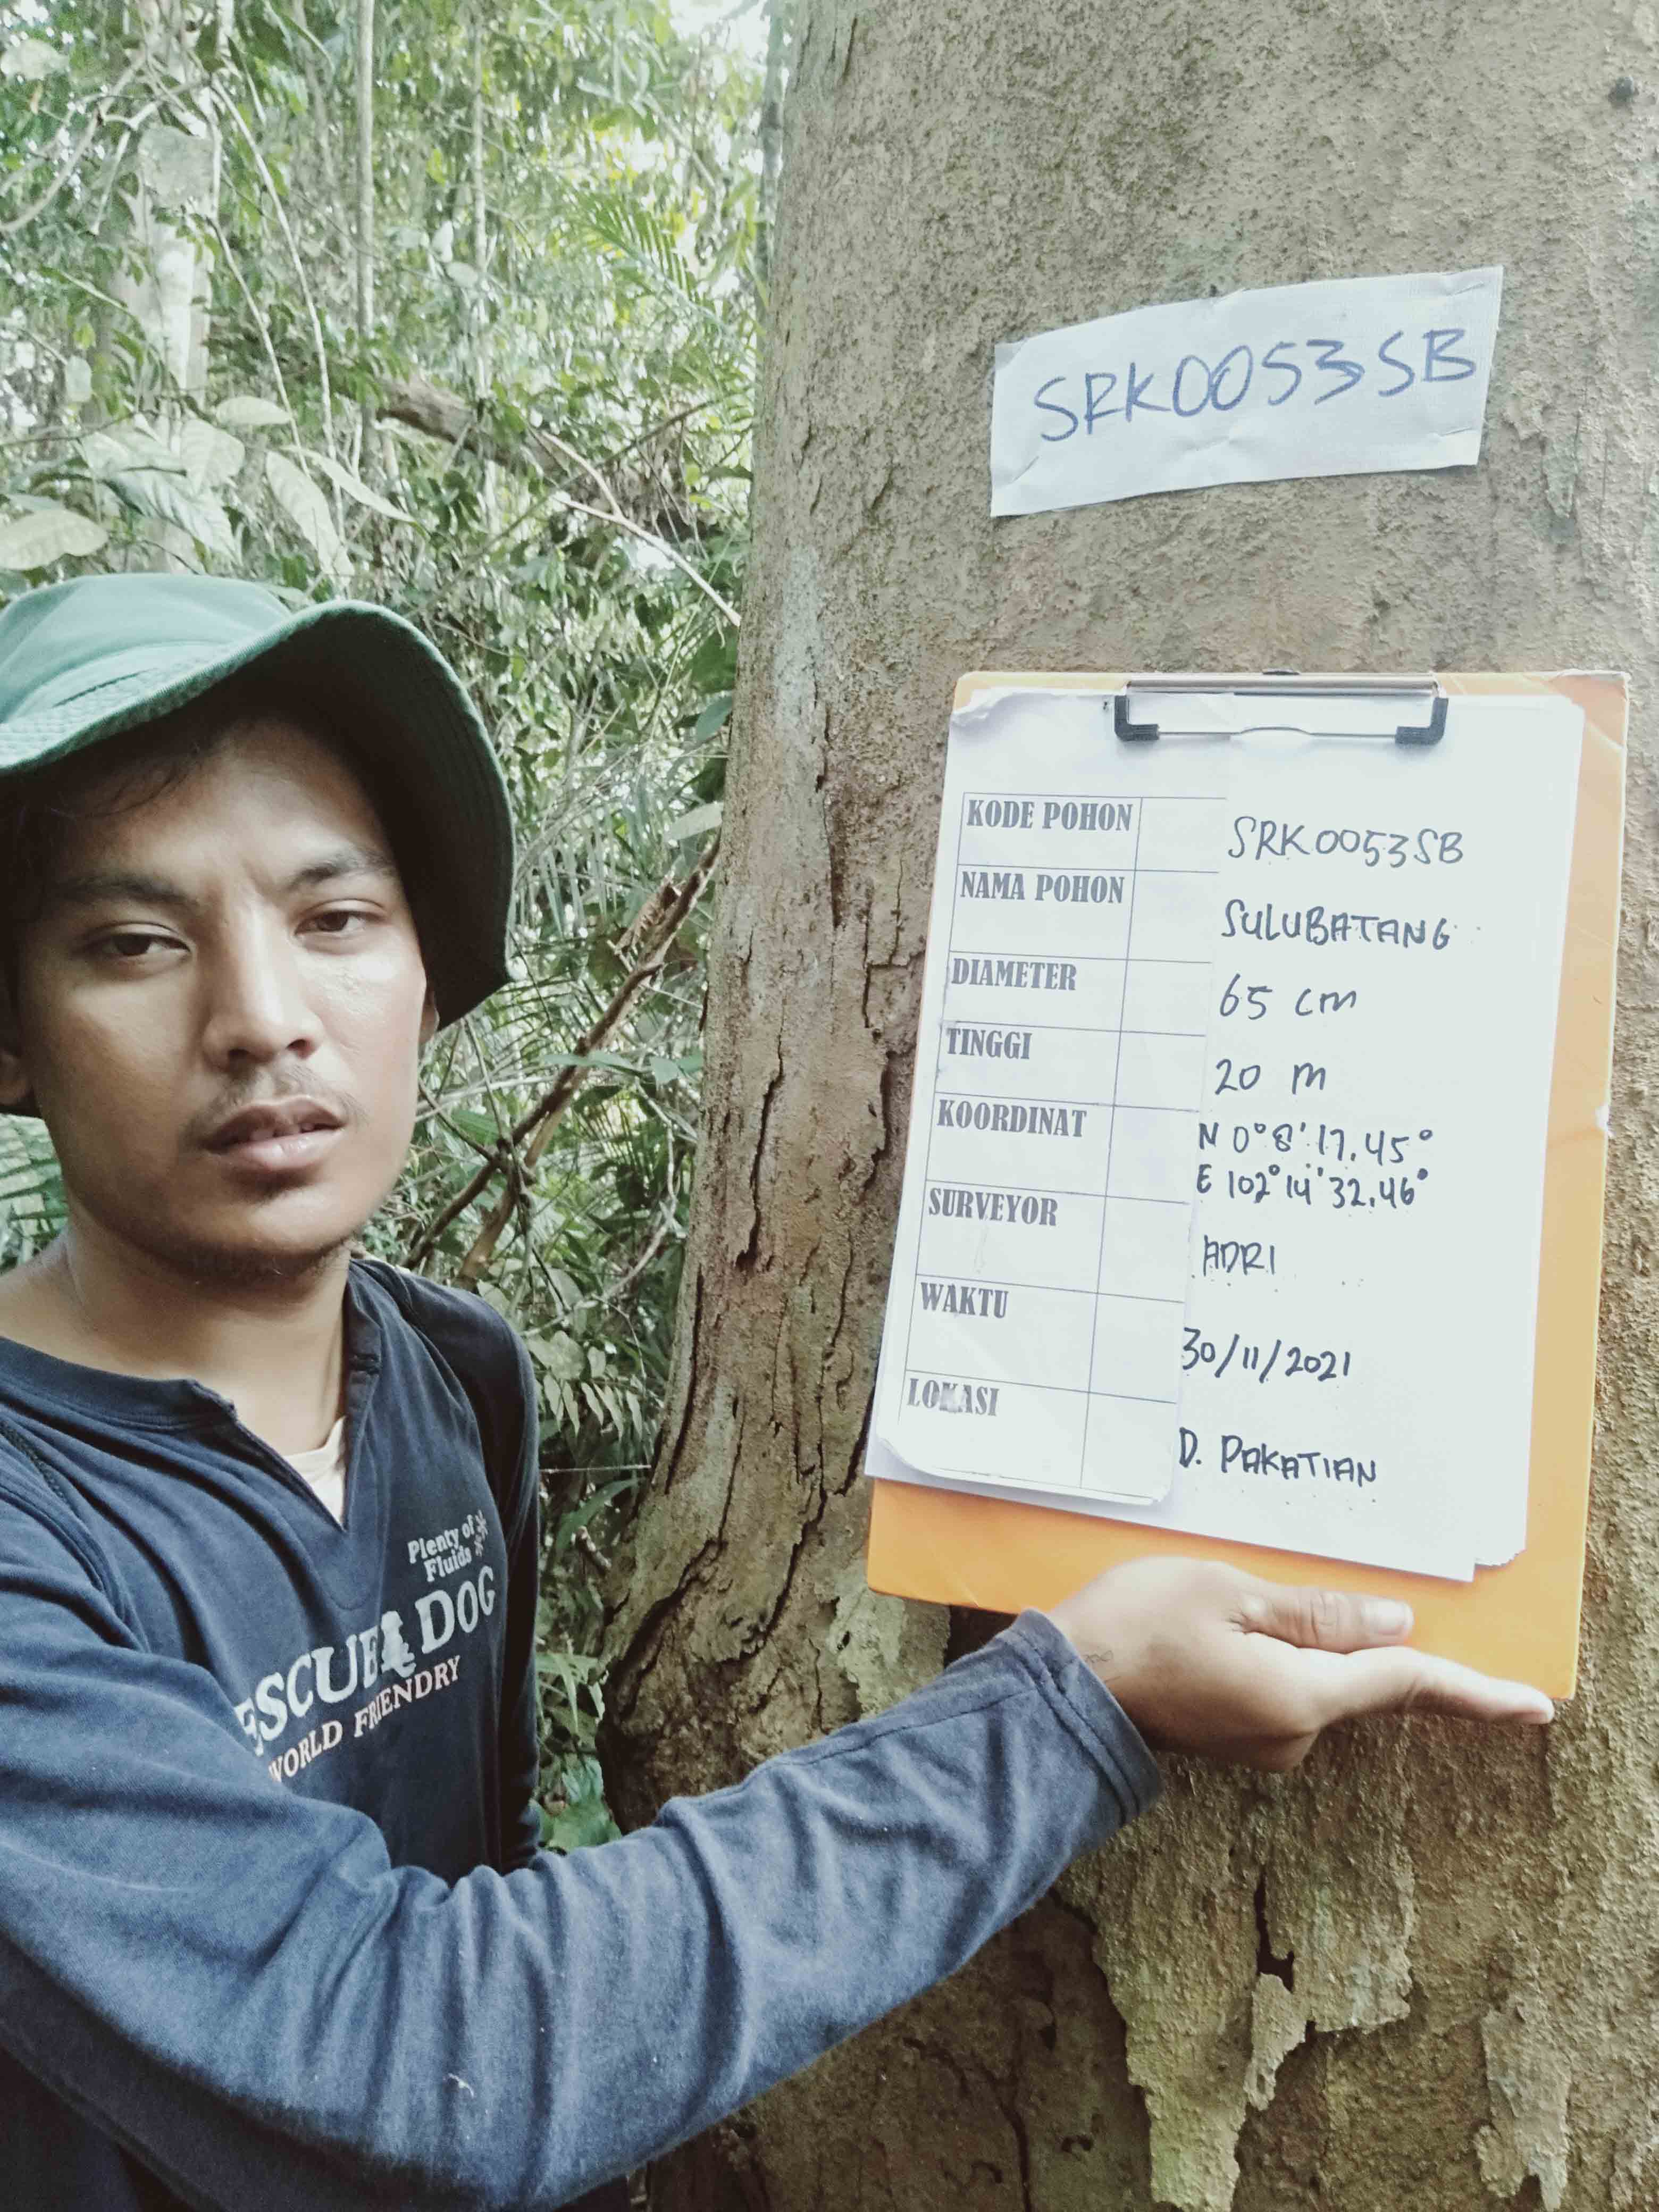 SRK0053SB
KODE POHON SRK0053SB
NAMA POHON SULUBATANG
DIAMETER 65 cm
TINGGI 20 m
KOORDINAT N 0°8'17.45°
E 102°14'32.46°
SURVEYOR ADRI
WAKTU 30/11/2021
LOKASI D. PAKATIAN
Plenty of
Fluids
ESCUE DOG
WORLD FRIENDRY